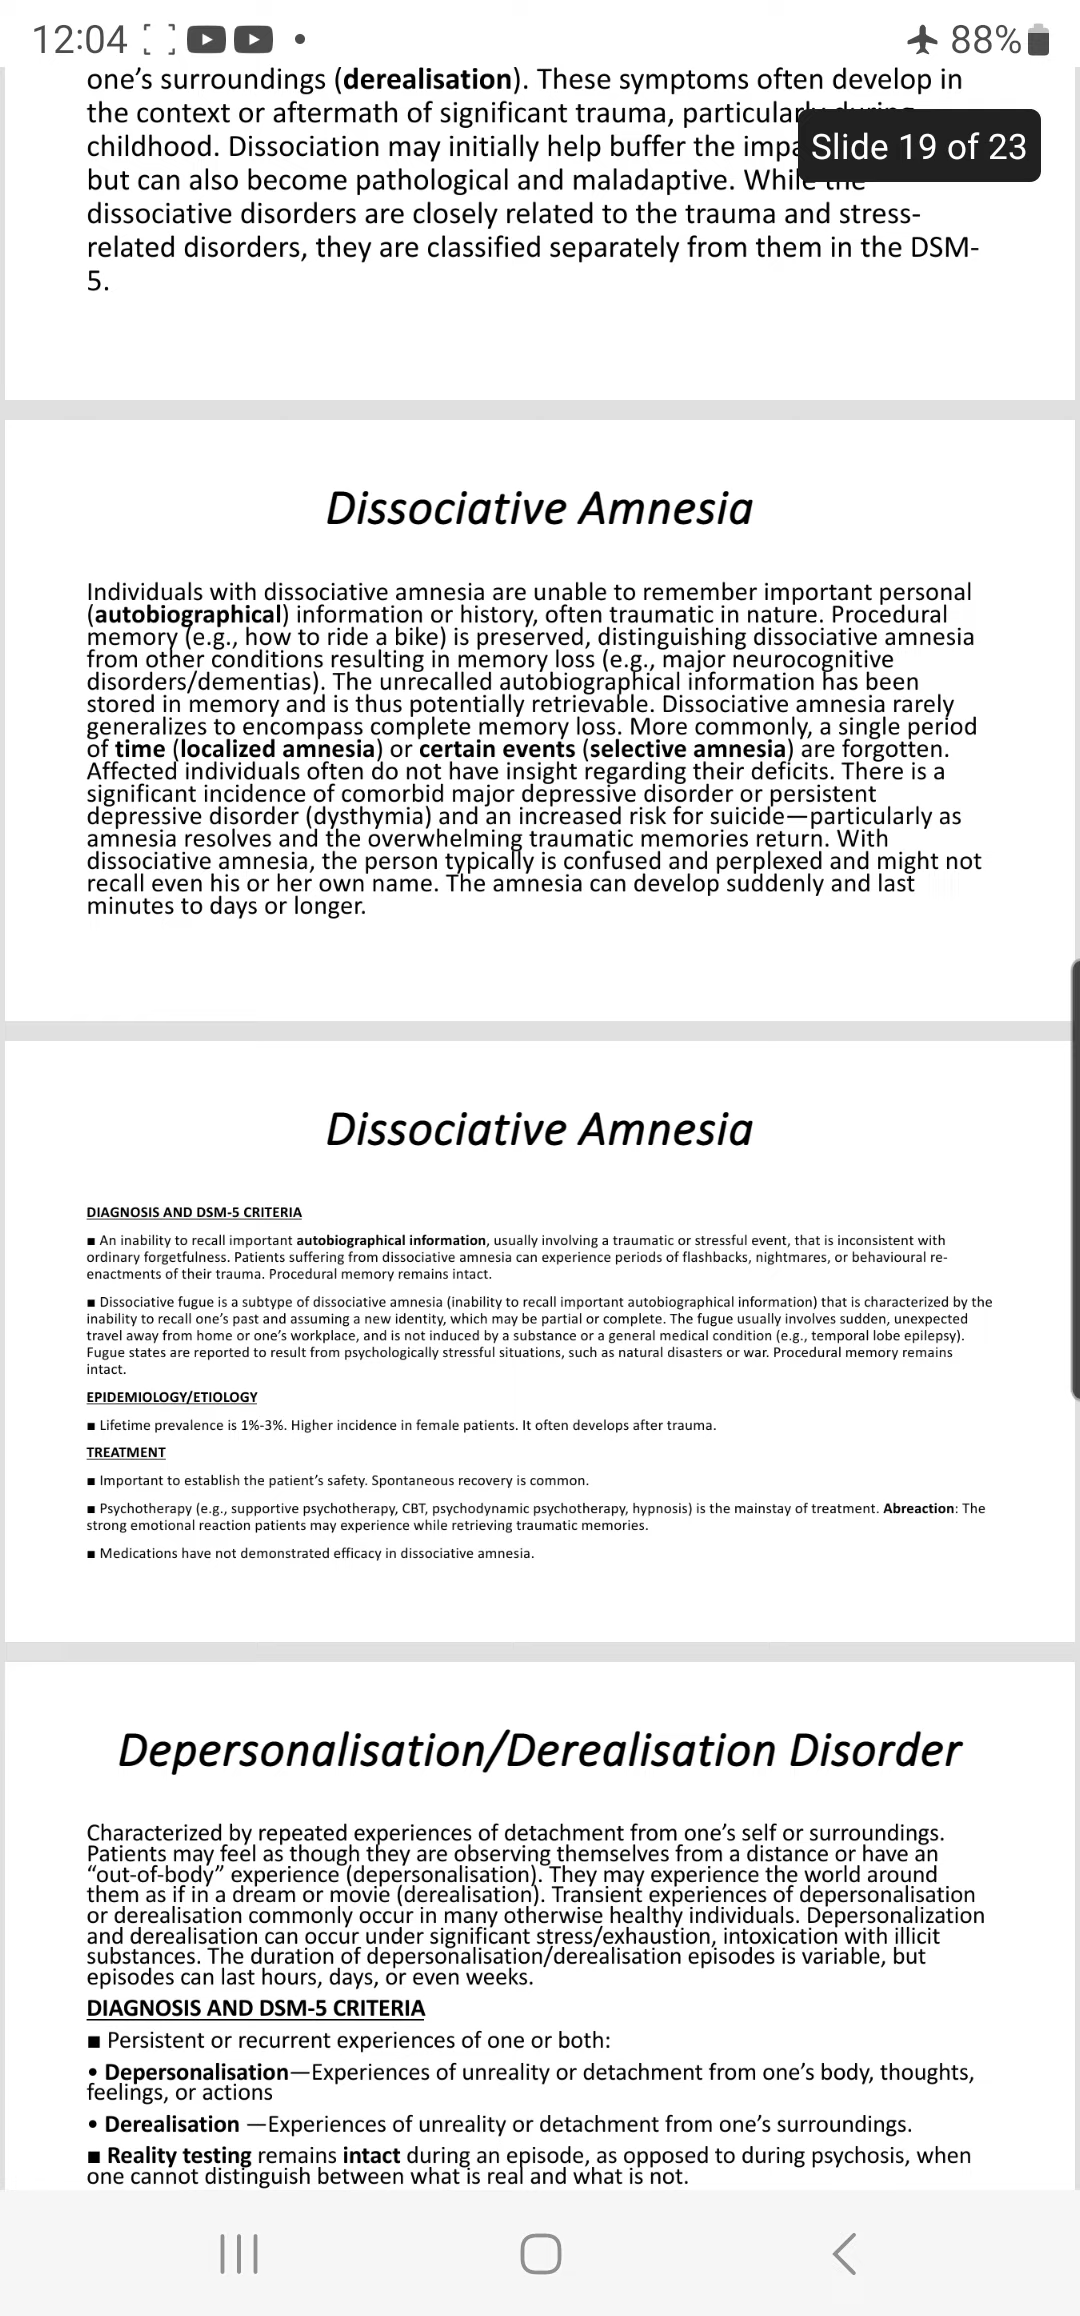 12:04
88%
one’s surroundings (derealisation). These symptoms often develop in
the context or aftermath of significant trauma, particularly during
childhood. Dissociation may initially help buffer the
Slide 19 of 23
but can also become pathological and maladaptive. While the
dissociative disorders are closely related to the trauma and stress-
related disorders, they are classified separately from them in the DSM-
5.
Dissociative Amnesia
Individuals with dissociative amnesia are unable to remember important personal
(autobiographical) information or history, often traumatic in nature. Procedural
memory (e.g., how to ride a bike) is preserved, distinguishing dissociative amnesia
from other conditions resulting in memory loss (e.g., major neurocognitive
disorders/dementias). The unrecalled autobiographical information has been
stored in memory and is thus potentially retrievable. Dissociative amnesia rarely
generalizes to encompass complete memory loss. More commonly, a single period
of time (localized amnesia) or certain events (selective amnesia) are forgotten.
Affected individuals often do not have insight regarding their deficits. There is a
significant incidence of comorbid major depressive disorder or persistent
depressive disorder (dysthymia) and an increased risk for suicide—particularly as
amnesia resolves and the overwhelming traumatic memories return. With
dissociative amnesia, the person typically is confused and perplexed and might not
recall even his or her own name. The amnesia can develop suddenly and last
minutes to days or longer.
Dissociative Amnesia
DIAGNOSIS AND DSM-5 CRITERIA
■ An inability to recall important autobiographical information, usually involving a traumatic or stressful event, that is inconsistent with
ordinary forgetfulness. Patients suffering from dissociative amnesia can experience periods of flashbacks, nightmares, or behavioural re-
enactments of their trauma. Procedural memory remains intact.
■ Dissociative fugue is a subtype of dissociative amnesia (inability to recall important autobiographical information) that is characterized by the
inability to recall one’s past and assuming a new identity, which may be partial or complete. The fugue usually involves sudden, unexpected
travel away from home or one’s workplace, and is not induced by a substance or a general medical condition (e.g., temporal lobe epilepsy).
Fugue states are reported to result from psychologically stressful situations, such as natural disasters or war. Procedural memory remains
intact.
EPIDEMIOLOGY/ETIOLOGY
■ Lifetime prevalence is 1%-3%. Higher incidence in female patients. It often develops after trauma.
TREATMENT
■ Important to establish the patient’s safety. Spontaneous recovery is common.
■ Psychotherapy (e.g., supportive psychotherapy, CBT, psychodynamic psychotherapy, hypnosis) is the mainstay of treatment. Abreaction: The
strong emotional reaction patients may experience while retrieving traumatic memories.
■ Medications have not demonstrated efficacy in dissociative amnesia.
Depersonalisation/Derealisation Disorder
Characterized by repeated experiences of detachment from one’s self or surroundings.
Patients may feel as though they are observing themselves from a distance or have an
“out-of-body” experience (depersonalisation). They may experience the world around
them as if in a dream or movie (derealisation). Transient experiences of depersonalisation
or derealisation commonly occur in many otherwise healthy individuals. Depersonalization
and derealisation can occur under significant stress/exhaustion, intoxication with illicit
substances. The duration of depersonalisation/derealisation episodes is variable, but
episodes can last hours, days, or even weeks.
DIAGNOSIS AND DSM-5 CRITERIA
■ Persistent or recurrent experiences of one or both:
• Depersonalisation—Experiences of unreality or detachment from one’s body, thoughts,
feelings, or actions
• Derealisation —Experiences of unreality or detachment from one’s surroundings.
■ Reality testing remains intact during an episode, as opposed to during psychosis, when
one cannot distinguish between what is real and what is not.